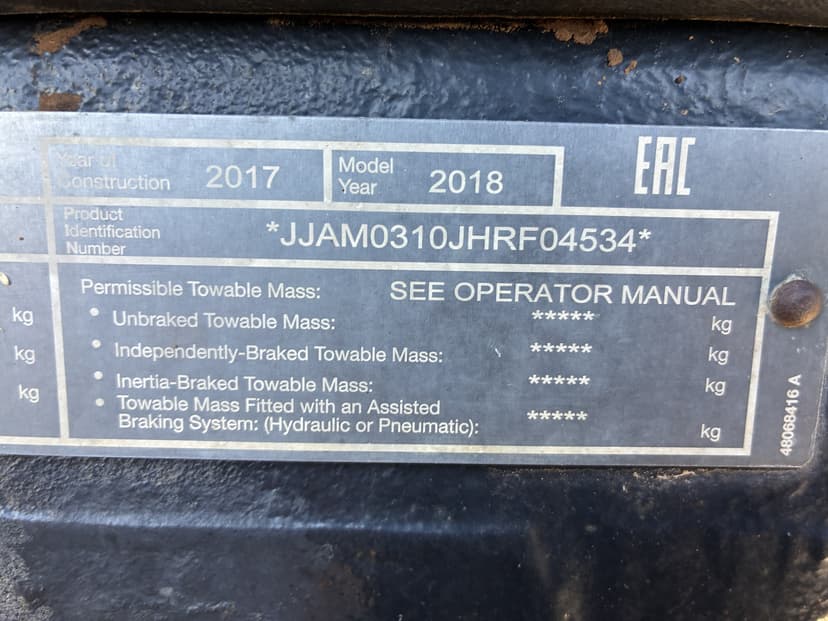 Year of
Construction 2017
Model
Year 2018
EAC
Product
Identification
Number
*JJAM0310JHRF04534*
Permissible Towable Mass: SEE OPERATOR MANUAL
kg • Unbraked Towable Mass: ***** kg
kg • Independently-Braked Towable Mass: ***** kg
kg • Inertia-Braked Towable Mass: ***** kg
• Towable Mass Fitted with an Assisted
Braking System: (Hydraulic or Pneumatic): ***** kg
48068416 A